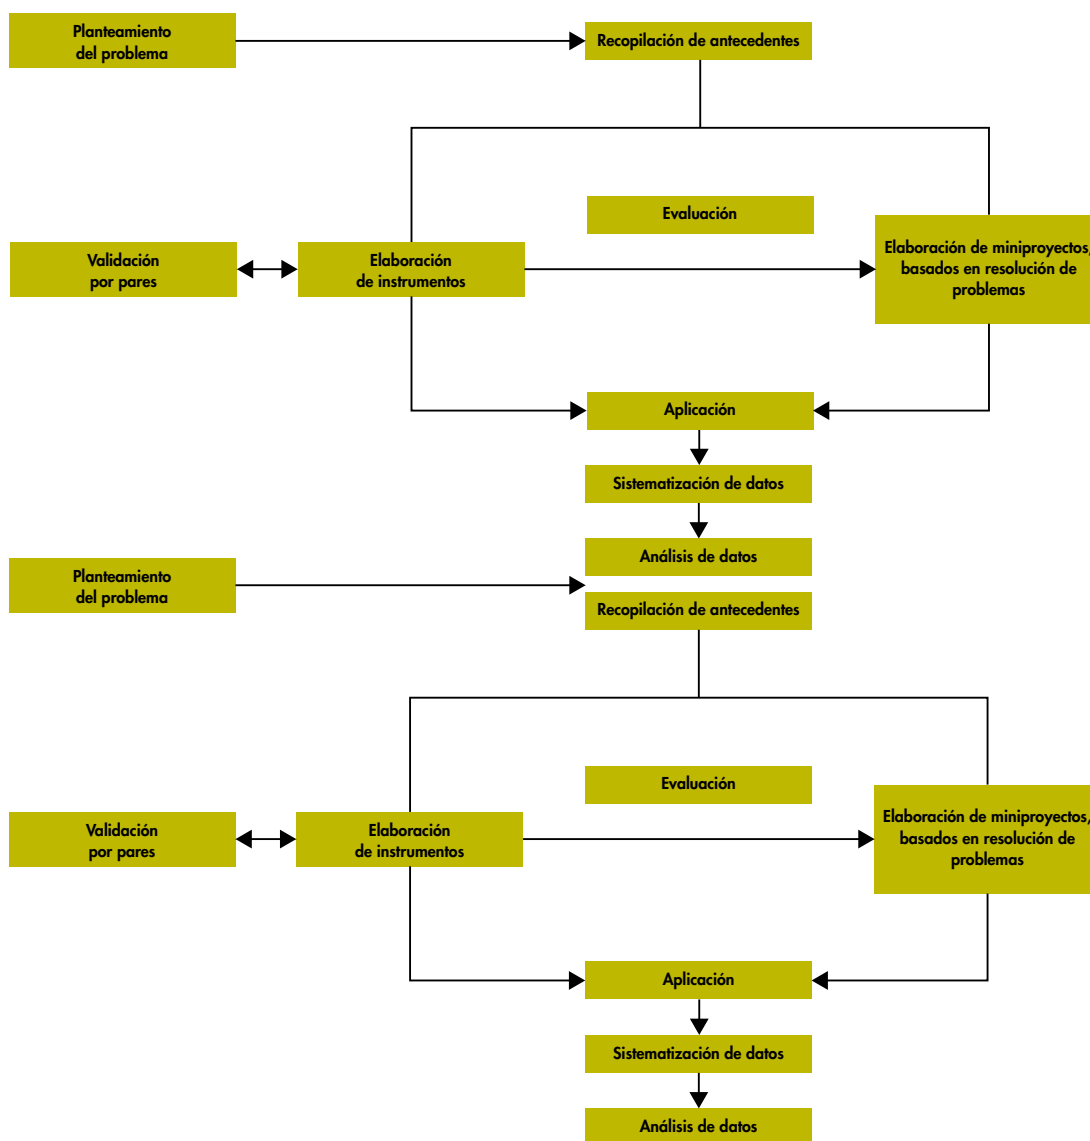 Planteamiento
del problema
Recopilación de antecedentes
Evaluación
Validación
por pares
Elaboración
de instrumentos
Elaboración de miniproyectos,
basados en resolución de
problemas
Aplicación
Sistematización de datos
Análisis de datos
Planteamiento
del problema
Recopilación de antecedentes
Evaluación
Validación
por pares
Elaboración
de instrumentos
Elaboración de miniproyectos,
basados en resolución de
problemas
Aplicación
Sistematización de datos
Análisis de datos